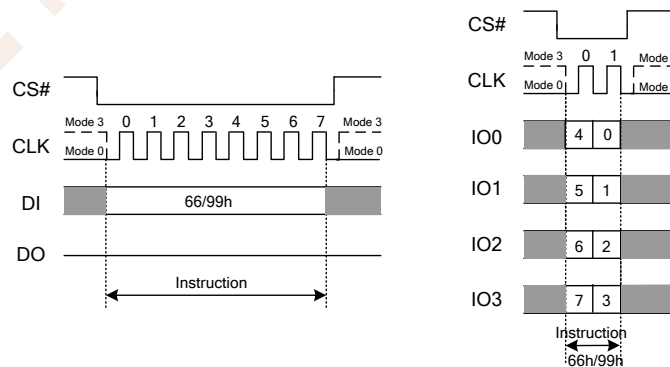 CS#
Mode 3 0 1 2 3 4 5 6 7 Mode 3
CLK
Mode 0 Mode 0
DI 66/99h
DO
Instruction
CS#
Mode 3 0 1 Mode
CLK
Mode 0 Mode
IO0 4 0
IO1 5 1
IO2 6 2
IO3 7 3
Instruction
66h/99h